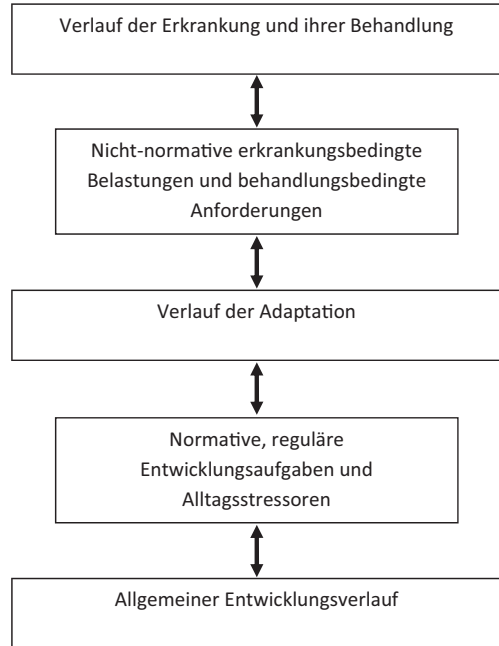 Verlauf der Erkrankung und ihrer Behandlung
Nicht-normative erkrankungsbedingte
Belastungen und behandlungsbedingte
Anforderungen
Verlauf der Adaptation
Normative, reguläre
Entwicklungsaufgaben und
Alltagsstressoren
Allgemeiner Entwicklungsverlauf